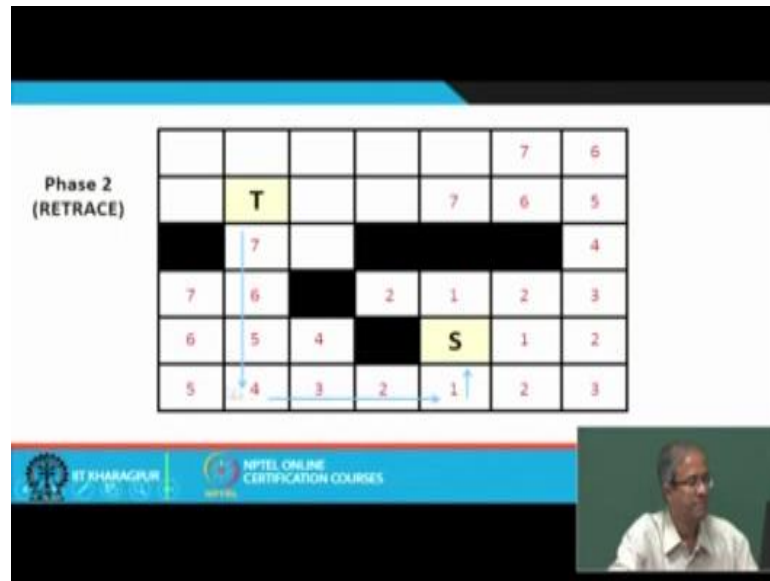 Phase 2
(RETRACE)
7 6
T 7 6 5
7 4
7 6 2 1 2 3
6 5 4 S 1 2
5 4 3 2 1 2 3
IIT KHARAGPUR
NPTEL ONLINE
CERTIFICATION COURSES
NPTEL